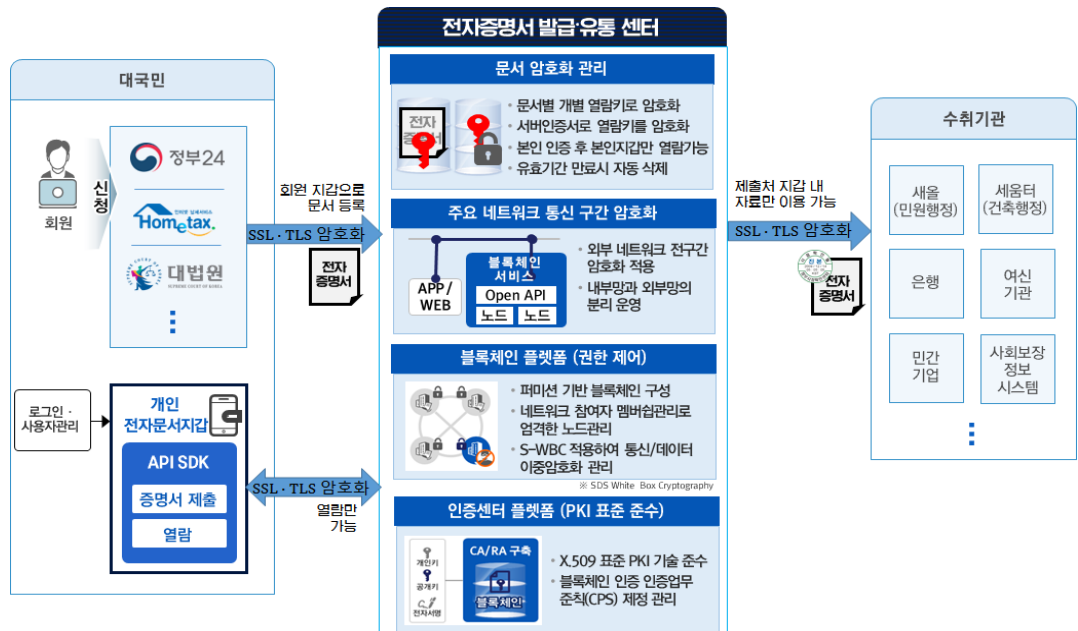 전자증명서 발급·유통 센터
대국민
회원
신청
정부24
인터넷 납세서비스
Hometax.
대법원
SUPREME COURT OF KOREA
로그인·
사용자관리
개인
전자문서지갑
API SDK
증명서 제출
열람
회원 지갑으로
문서 등록
SSL·TLS 암호화
전자
증명서
SSL·TLS 암호화
열람만
가능
문서 암호화 관리
전자
증명서
• 문서별 개별 열람키로 암호화
• 서버인증서로 열람키를 암호화
• 본인 인증 후 본인지갑만 열람가능
• 유효기간 만료시 자동 삭제
주요 네트워크 통신 구간 암호화
APP/
WEB
블록체인
서비스
Open API
노드
노드
• 외부 네트워크 전구간
암호화 적용
• 내부망과 외부망의
분리 운영
블록체인 플랫폼 (권한 제어)
• 퍼미션 기반 블록체인 구성
• 네트워크 참여자 멤버쉽관리로
엄격한 노드관리
• S-WBC 적용하여 통신/데이터
이중암호화 관리
※ SDS White Box Cryptography
인증센터 플랫폼 (PKI 표준 준수)
개인키
공개키
전자서명
CA/RA 구축
블록체인
• X.509 표준 PKI 기술 준수
• 블록체인 인증 인증업무
준칙(CPS) 제정 관리
제출처 지갑 내
자료만 이용 가능
SSL·TLS 암호화
전자
증명서
수취기관
새올
(민원행정)
세움터
(건축행정)
은행
여신
기관
민간
기업
사회보장
정보
시스템